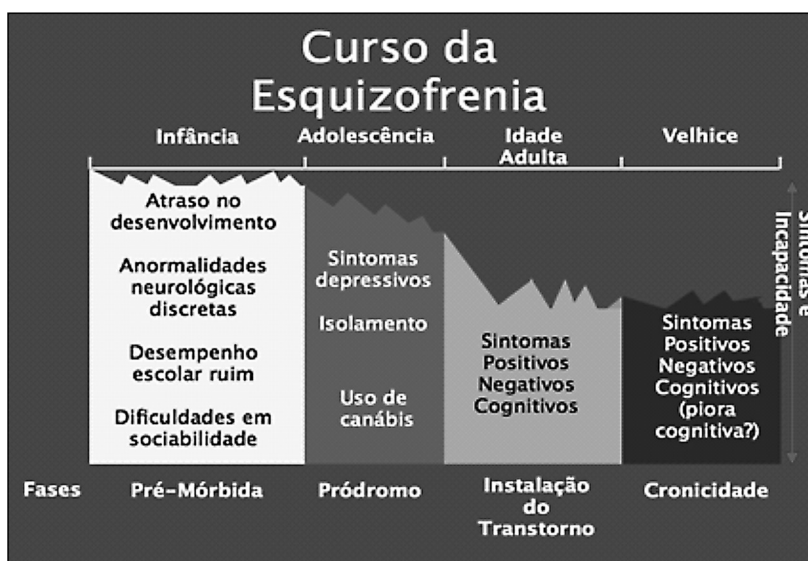 Curso da
Esquizofrenia
Infância
Adolescência
Idade
Adulta
Velhice
Atraso no
desenvolvimento
Anormalidades
neurológicas
discretas
Desempenho
escolar ruim
Dificuldades em
sociabilidade
Sintomas
depressivos
Isolamento
Uso de
canábis
Sintomas
Positivos
Negativos
Cognitivos
Sintomas
Positivos
Negativos
Cognitivos
(piora
cognitiva?)
Sintomas e
Incapacidade
Fases
Pré-Mórbida
Pródromo
Instalação
do
Transtorno
Cronicidade